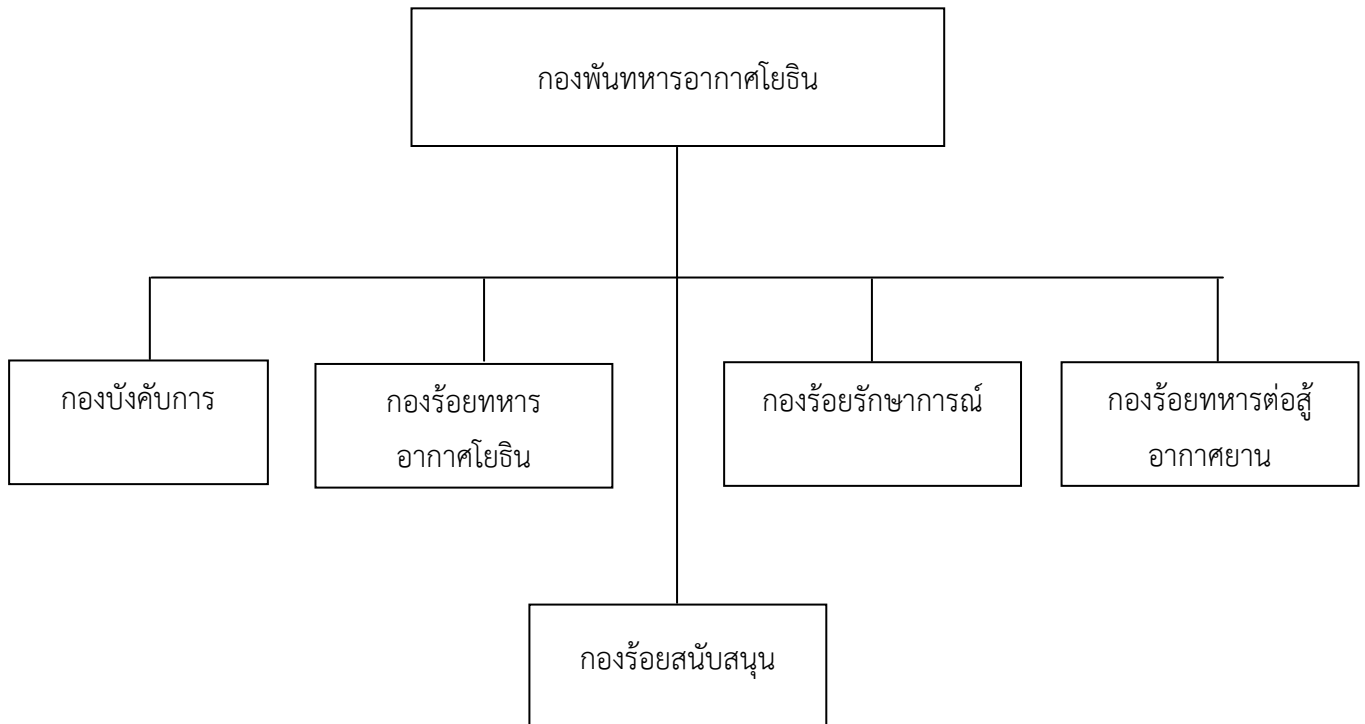 กองพันทหารอากาศโยธิน
กองบังคับการ
กองร้อยทหาร
อากาศโยธิน
กองร้อยรักษาการณ์
กองร้อยทหารต่อสู้
อากาศยาน
กองร้อยสนับสนุน